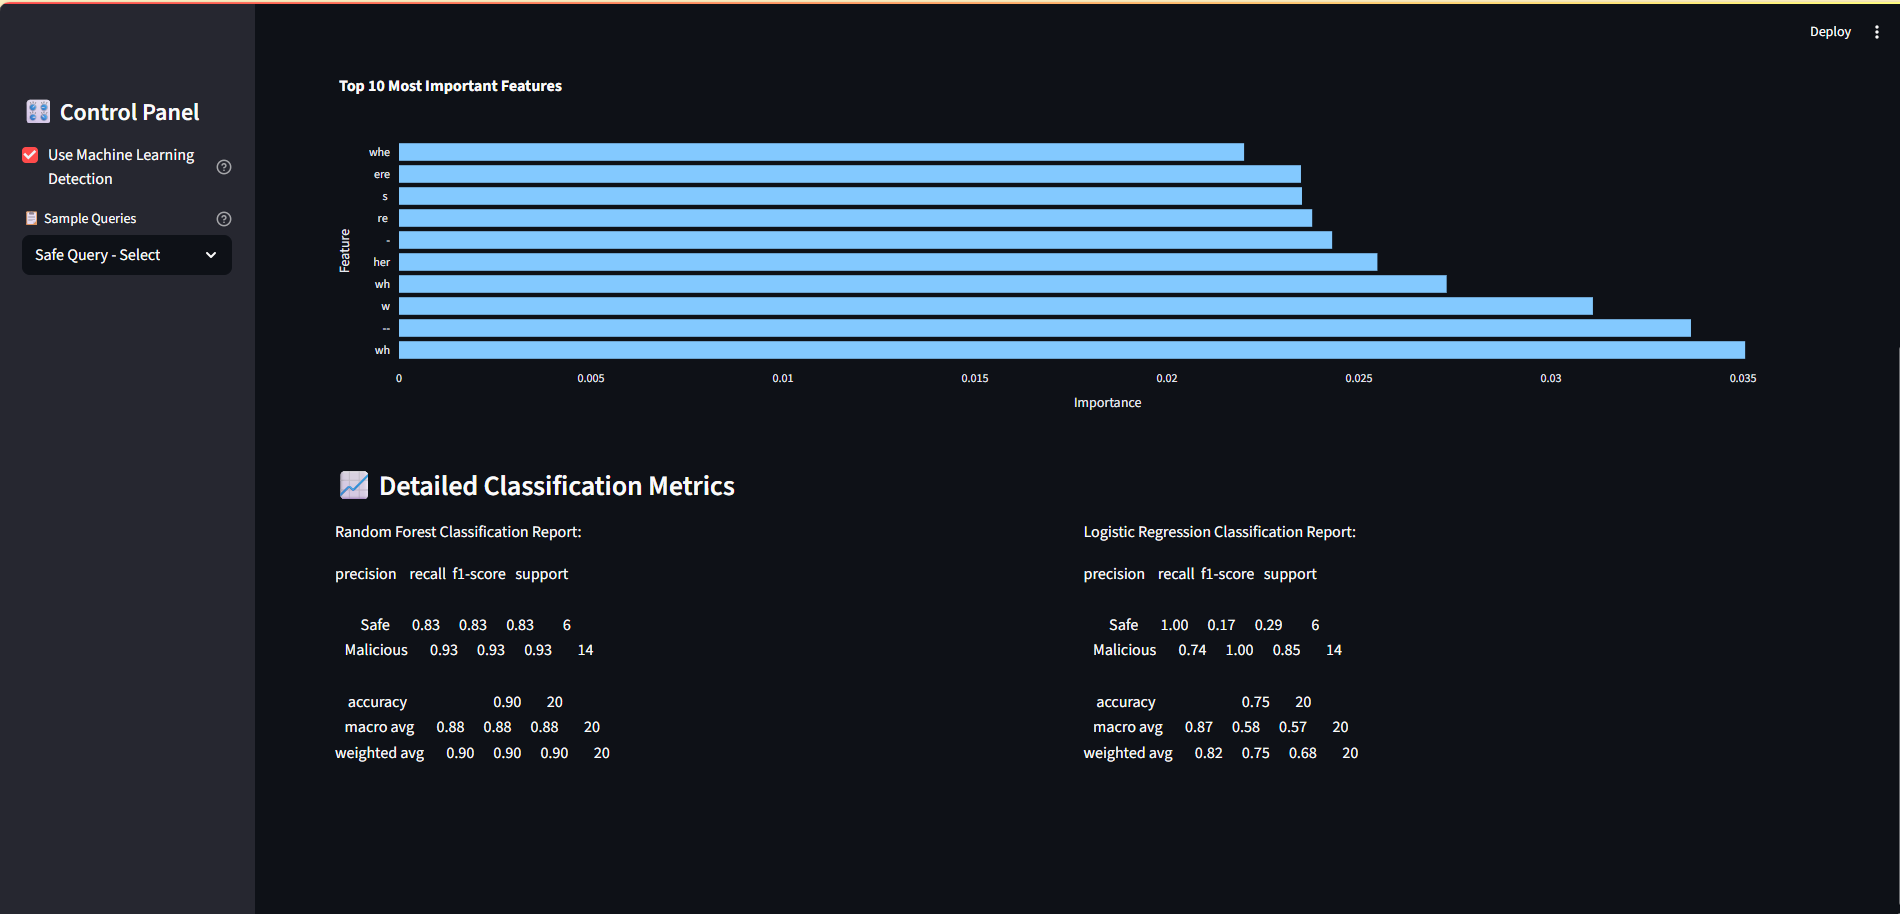 Deploy
Control Panel
Use Machine Learning
Detection
Sample Queries
Safe Query - Select
Top 10 Most Important Features
Feature
whe
ere
s
re
-
her
wh
w
--
wh
0 0.005 0.01 0.015 0.02 0.025 0.03 0.035
Importance
Detailed Classification Metrics
Random Forest Classification Report:
precision recall f1-score support
Safe 0.83 0.83 0.83 6
Malicious 0.93 0.93 0.93 14
accuracy 0.90 20
macro avg 0.88 0.88 0.88 20
weighted avg 0.90 0.90 0.90 20
Logistic Regression Classification Report:
precision recall f1-score support
Safe 1.00 0.17 0.29 6
Malicious 0.74 1.00 0.85 14
accuracy 0.75 20
macro avg 0.87 0.58 0.57 20
weighted avg 0.82 0.75 0.68 20